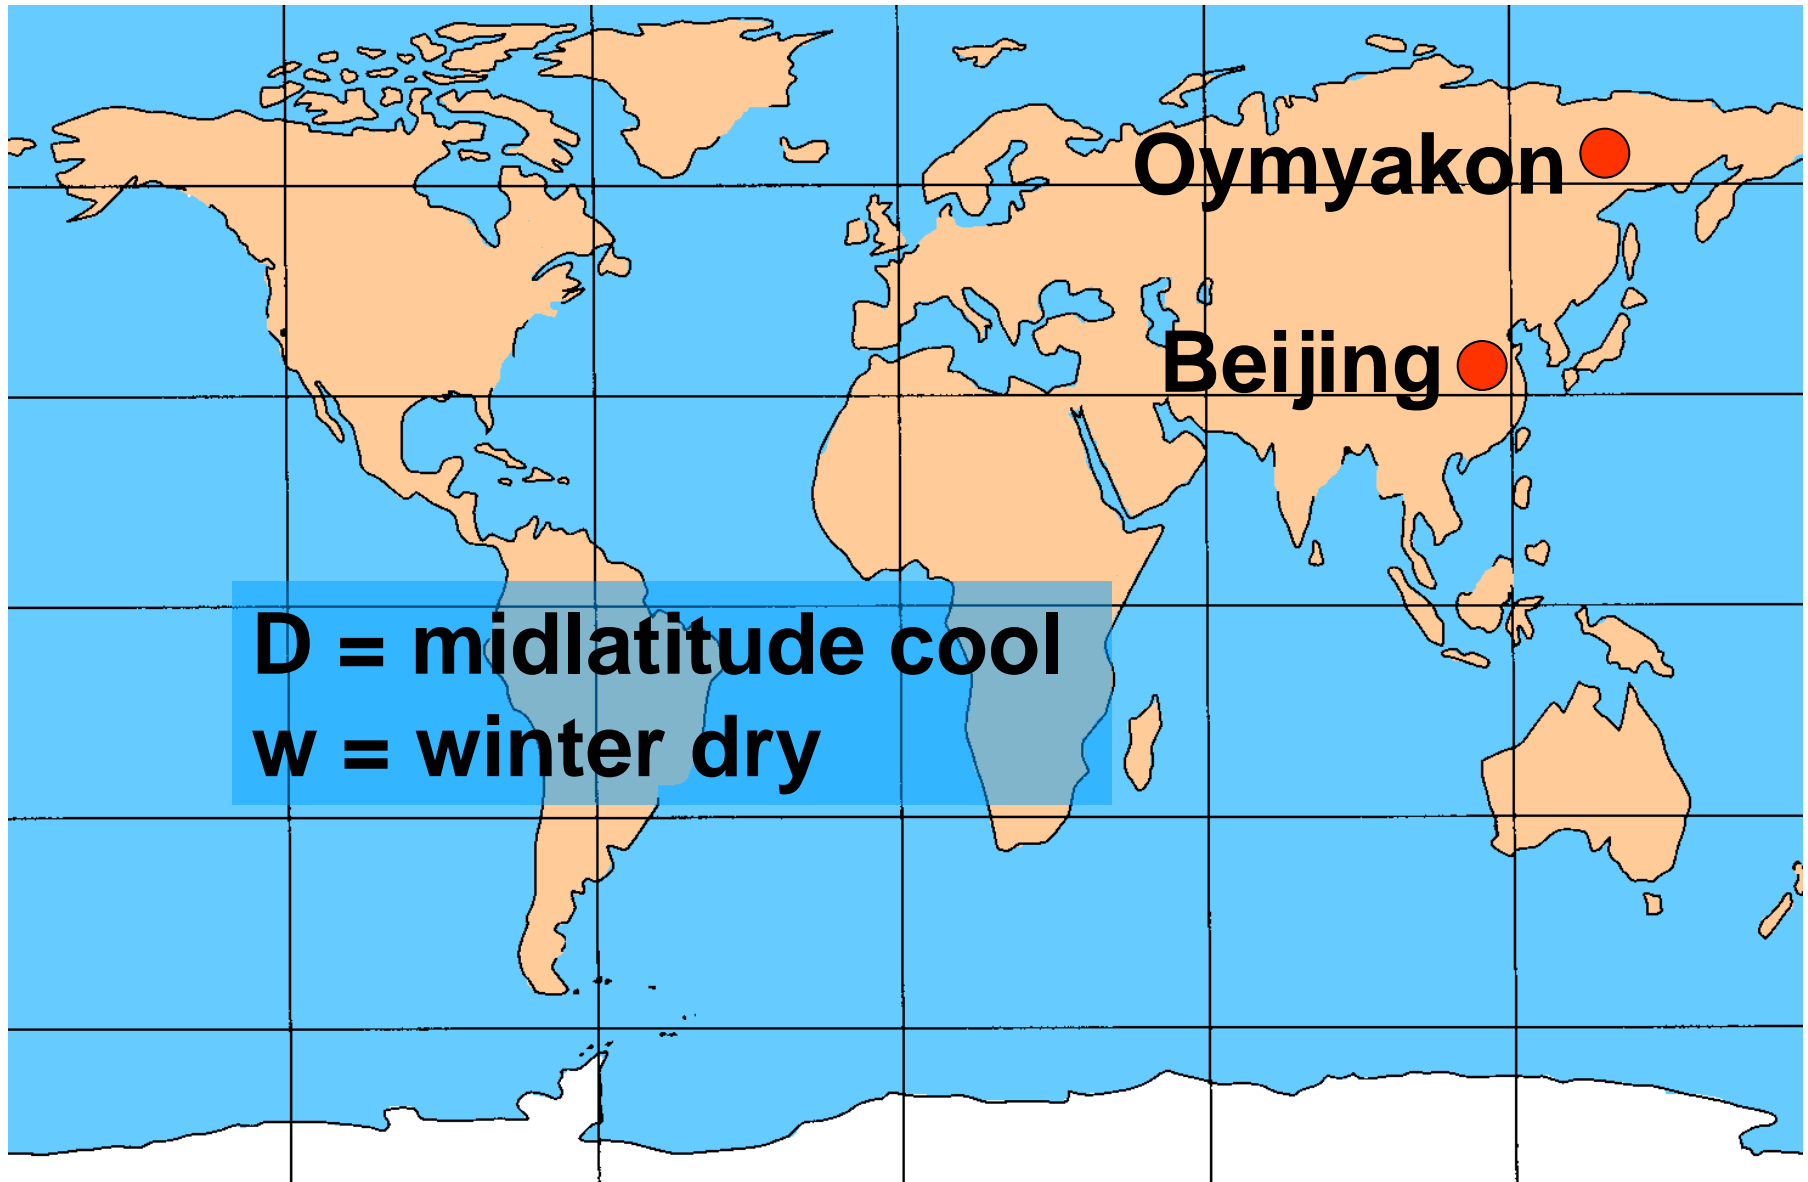 Oymyakon
Beijing
D = midlatitude cool
w = winter dry